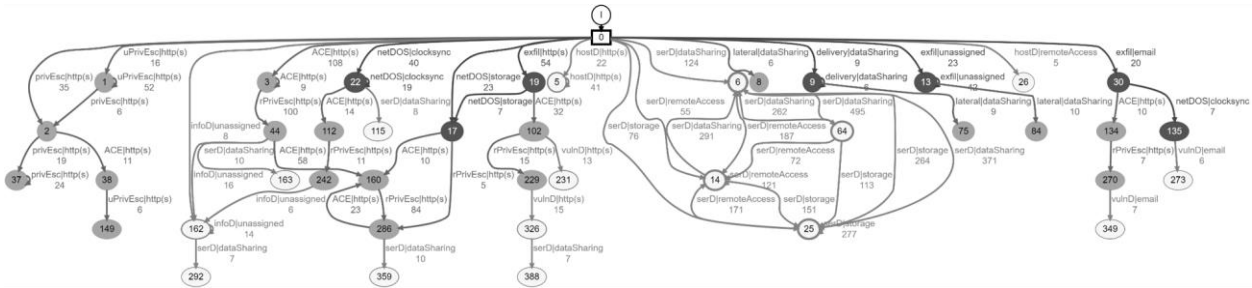 I
0
uPrivEsc|http(s)
16
ACE|http(s)
108
netDOS|clocksync
40
exfil|http(s)
54
hostD|http(s)
22
serD|dataSharing
124
lateral|dataSharing
6
delivery|dataSharing
9
exfil|unassigned
23
hostD|remoteAccess
5
exfil|email
20
privEsc|http(s)
35
1
uPrivEsc|http(s)
52
3
ACE|http(s)
9
22
netDOS|clocksync
19
netDOS|storage
23
19
5
hostD|http(s)
41
6
8
9
delivery|dataSharing
13
exfil|unassigned
26
30
privEsc|http(s)
6
rPrivEsc|http(s)
100
ACE|http(s)
14
serD|dataSharing
8
netDOS|storage
7
ACE|http(s)
32
serD|storage
76
serD|remoteAccess
55
serD|dataSharing
262
serD|dataSharing
495
lateral|dataSharing
9
lateral|dataSharing
10
ACE|http(s)
10
netDOS|clocksync
7
2
infoD|unassigned
8
44
112
115
17
102
serD|dataSharing
291
serD|remoteAccess
187
64
75
84
134
135
privEsc|http(s)
19
ACE|http(s)
11
serD|dataSharing
10
ACE|http(s)
58
rPrivEsc|http(s)
11
ACE|http(s)
10
rPrivEsc|http(s)
15
vulnD|http(s)
13
serD|remoteAccess
72
serD|storage
264
serD|dataSharing
371
rPrivEsc|http(s)
7
vulnD|email
6
37
privEsc|http(s)
24
38
infoD|unassigned
16
163
242
160
rPrivEsc|http(s)
5
229
231
14
serD|remoteAccess
121
serD|storage
113
270
273
uPrivEsc|http(s)
6
infoD|unassigned
6
ACE|http(s)
23
rPrivEsc|http(s)
84
vulnD|http(s)
15
serD|remoteAccess
171
serD|storage
151
vulnD|email
7
149
162
infoD|unassigned
14
286
326
25
serD|storage
277
349
serD|dataSharing
7
serD|dataSharing
10
serD|dataSharing
7
292
359
388